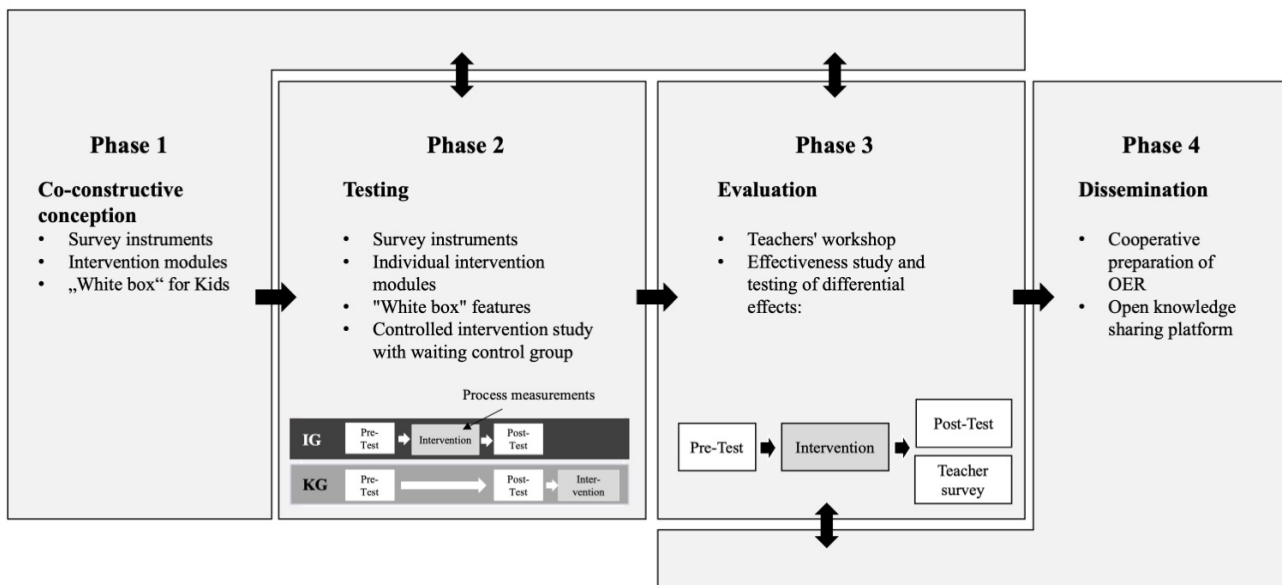 Phase 1
Co-constructive
conception
• Survey instruments
• Intervention modules
• „White box“ for Kids
Phase 2
Testing
• Survey instruments
• Individual intervention
modules
• "White box" features
• Controlled intervention study
with waiting control group
Process measurements
IG
Pre-
Test
Intervention
Post-
Test
KG
Pre-
Test
Post-
Test
Inter-
vention
Phase 3
Evaluation
• Teachers' workshop
• Effectiveness study and
testing of differential
effects:
Pre-Test
Intervention
Post-Test
Teacher
survey
Phase 4
Dissemination
• Cooperative
preparation of
OER
• Open knowledge
sharing platform